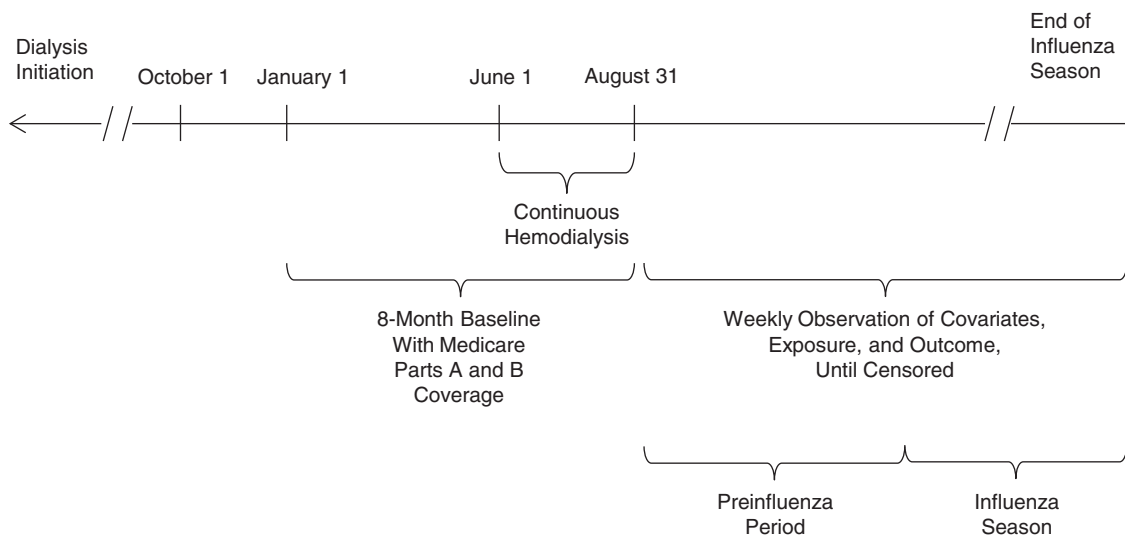 Dialysis
Initiation
October 1
January 1
June 1
August 31
End of
Influenza
Season
Continuous
Hemodialysis
8-Month Baseline
With Medicare
Parts A and B
Coverage
Weekly Observation of Covariates,
Exposure, and Outcome,
Until Censored
Preinfluenza
Period
Influenza
Season